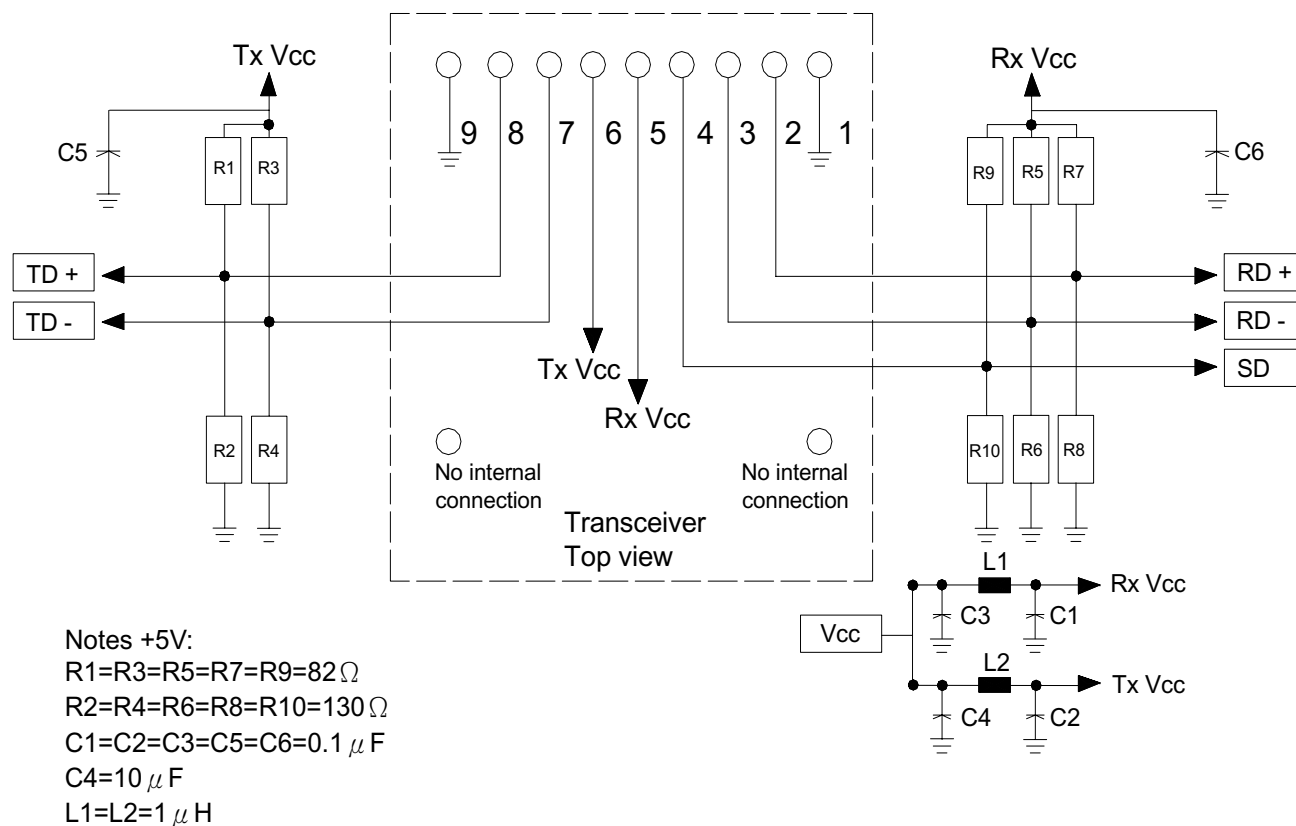 Tx Vcc
Rx Vcc
9 8 7 6 5 4 3 2 1
C5
R1
R3
R9
R5
R7
C6
TD +
RD +
TD -
RD -
Tx Vcc
SD
Rx Vcc
R2
R4
R10
R6
R8
No internal
connection
No internal
connection
Transceiver
Top view
L1
Rx Vcc
C3
C1
Vcc
L2
Tx Vcc
C4
C2
Notes +5V:
R1=R3=R5=R7=R9=82Ω
R2=R4=R6=R8=R10=130Ω
C1=C2=C3=C5=C6=0.1 μ F
C4=10 μ F
L1=L2=1 μ H